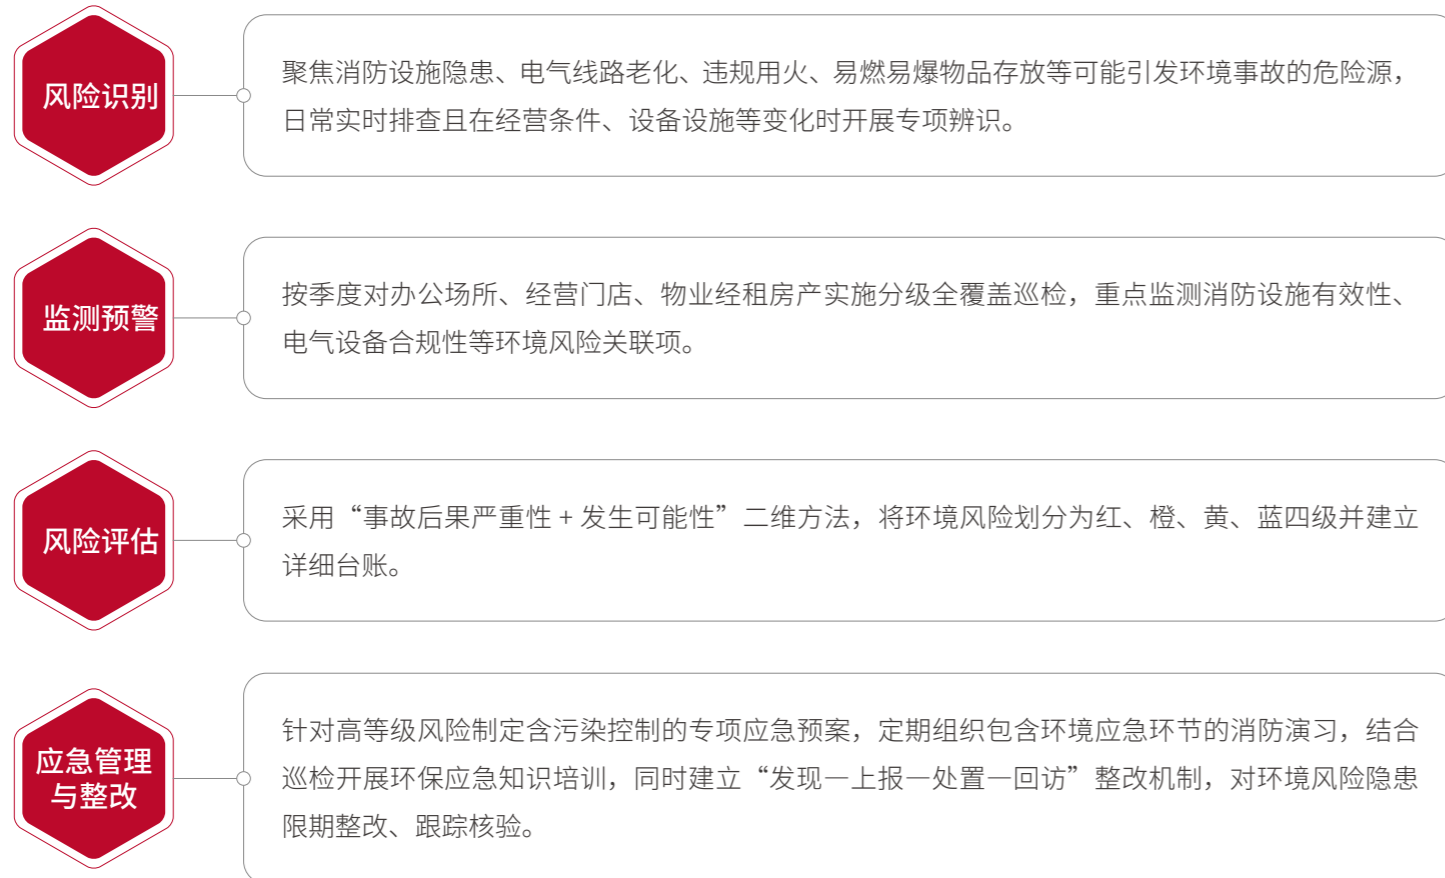 风险识别
聚焦消防设施隐患、电气线路老化、违规用火、易燃易爆物品存放等可能引发环境事故的危险源，
日常实时排查且在经营条件、设备设施等变化时开展专项辨识。
监测预警
按季度对办公场所、经营门店、物业经租房产实施分级全覆盖巡检，重点监测消防设施有效性、
电气设备合规性等环境风险关联项。
风险评估
采用“事故后果严重性 + 发生可能性”二维方法，将环境风险划分为红、橙、黄、蓝四级并建立
详细台账。
应急管理
与整改
针对高等级风险制定含污染控制的专项应急预案，定期组织包含环境应急环节的消防演习，结合
巡检开展环保应急知识培训，同时建立“发现—上报—处置—回访”整改机制，对环境风险隐患
限期整改、跟踪核验。